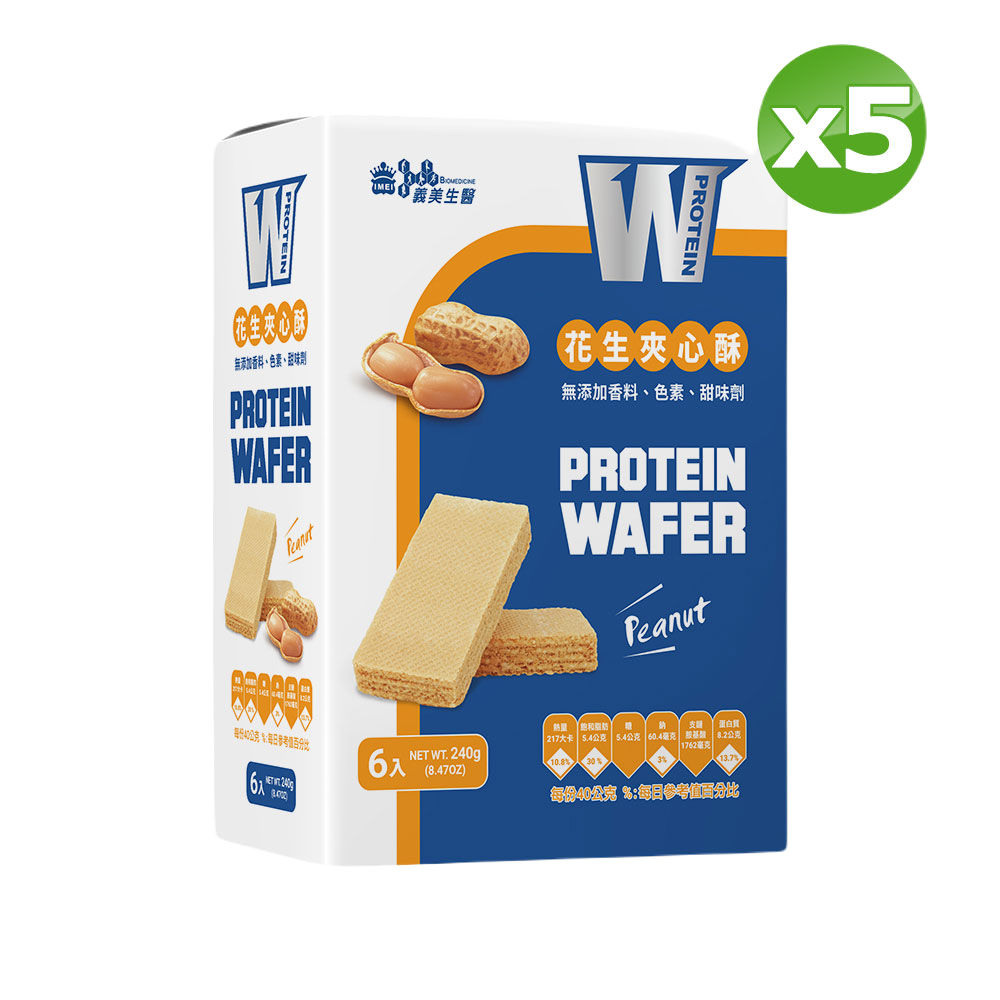 x5
IMEI
BIOMEDICINE
義美生醫
W PROTEIN
花生夾心酥
無添加香料、色素、甜味劑
PROTEIN
WAFER
Peanut
熱量 217大卡 10.8%
飽和脂肪 5.4公克 30%
糖 5.4公克
鈉 60.4毫克 3%
支鏈胺基酸 1762毫克
蛋白質 8.2公克 13.7%
每份40公克 %:每日參考值百分比
6入 NET WT. 240g
(8.47OZ)
W PROTEIN
花生夾心酥
無添加香料、色素、甜味劑
PROTEIN
WAFER
Peanut
每份40公克 %:每日參考值百分比
6入 NET WT. 240g
(8.47OZ)